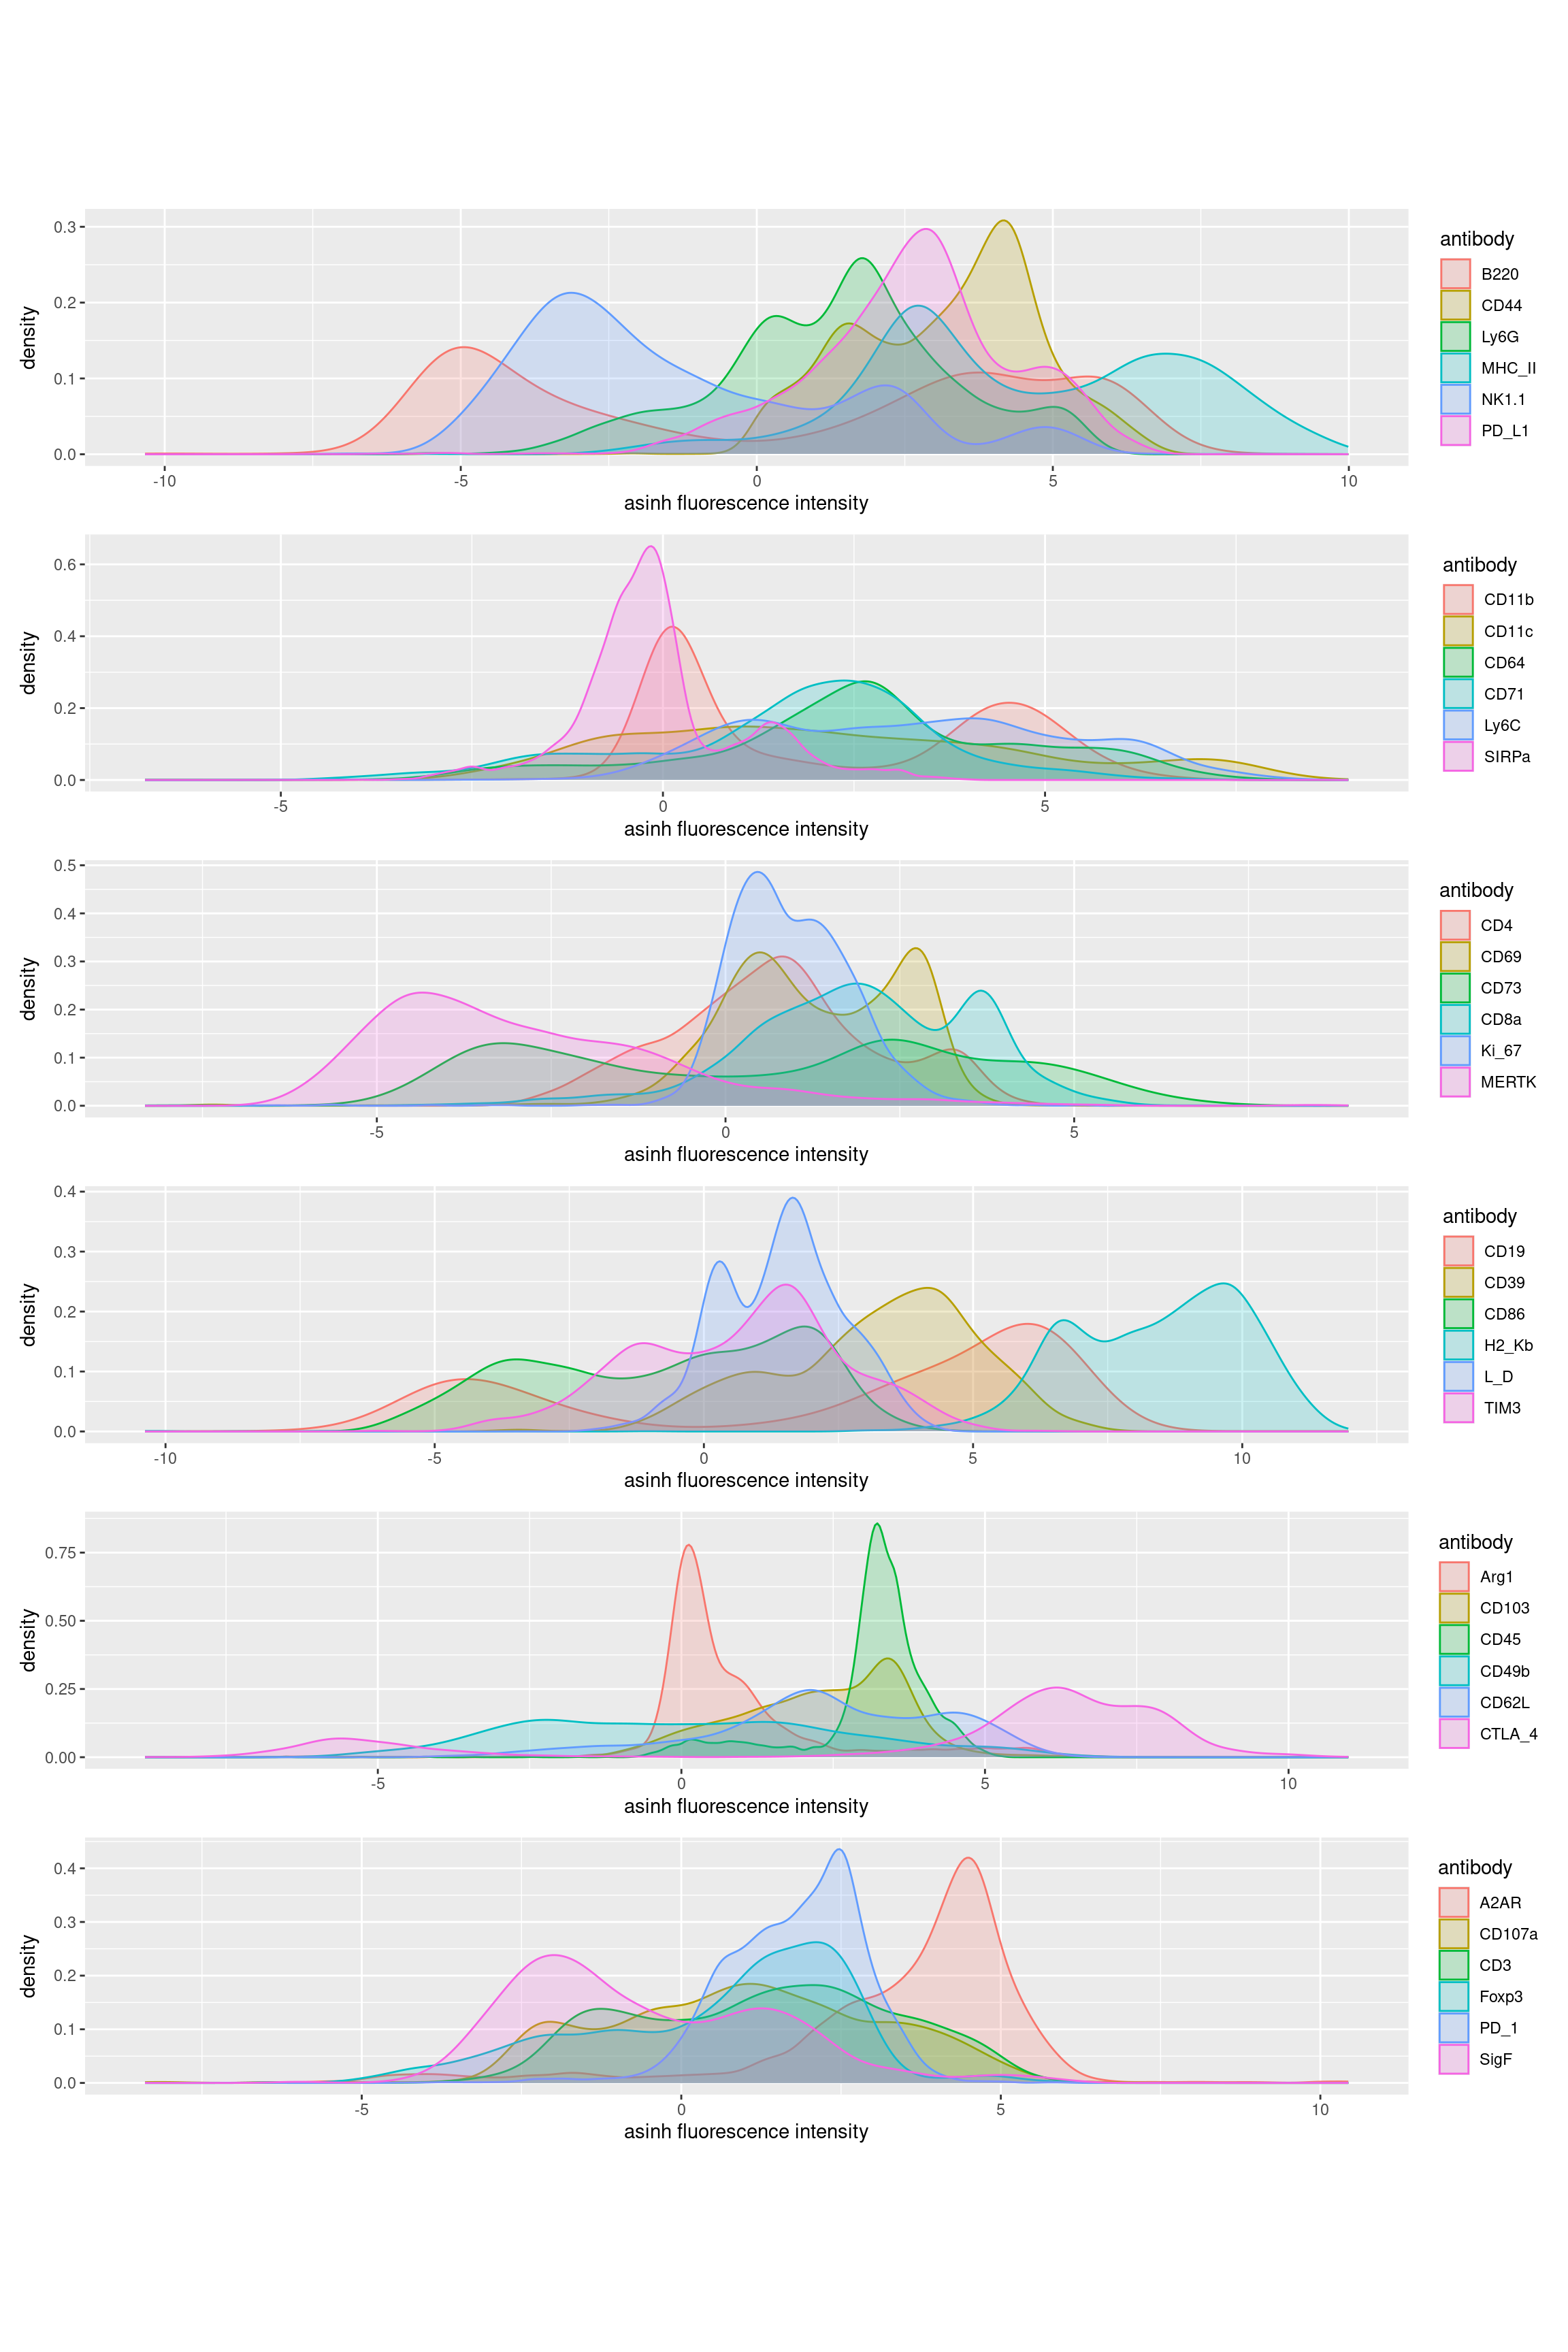 antibody
B220
CD44
Ly6G
MHC_II
NK1.1
PD_L1
density
0.3
0.2
0.1
0.0
-10 -5 0 5 10
asinh fluorescence intensity
antibody
CD11b
CD11c
CD64
CD71
Ly6C
SIRPa
density
0.6
0.4
0.2
0.0
-5 0 5
asinh fluorescence intensity
antibody
CD4
CD69
CD73
CD8a
Ki_67
MERTK
density
0.5
0.4
0.3
0.2
0.1
0.0
-5 0 5
asinh fluorescence intensity
antibody
CD19
CD39
CD86
H2_Kb
L_D
TIM3
density
0.4
0.3
0.2
0.1
0.0
-10 -5 0 5 10
asinh fluorescence intensity
antibody
Arg1
CD103
CD45
CD49b
CD62L
CTLA_4
density
0.75
0.50
0.25
0.00
-5 0 5 10
asinh fluorescence intensity
antibody
A2AR
CD107a
CD3
Foxp3
PD_1
SigF
density
0.4
0.3
0.2
0.1
0.0
-5 0 5 10
asinh fluorescence intensity